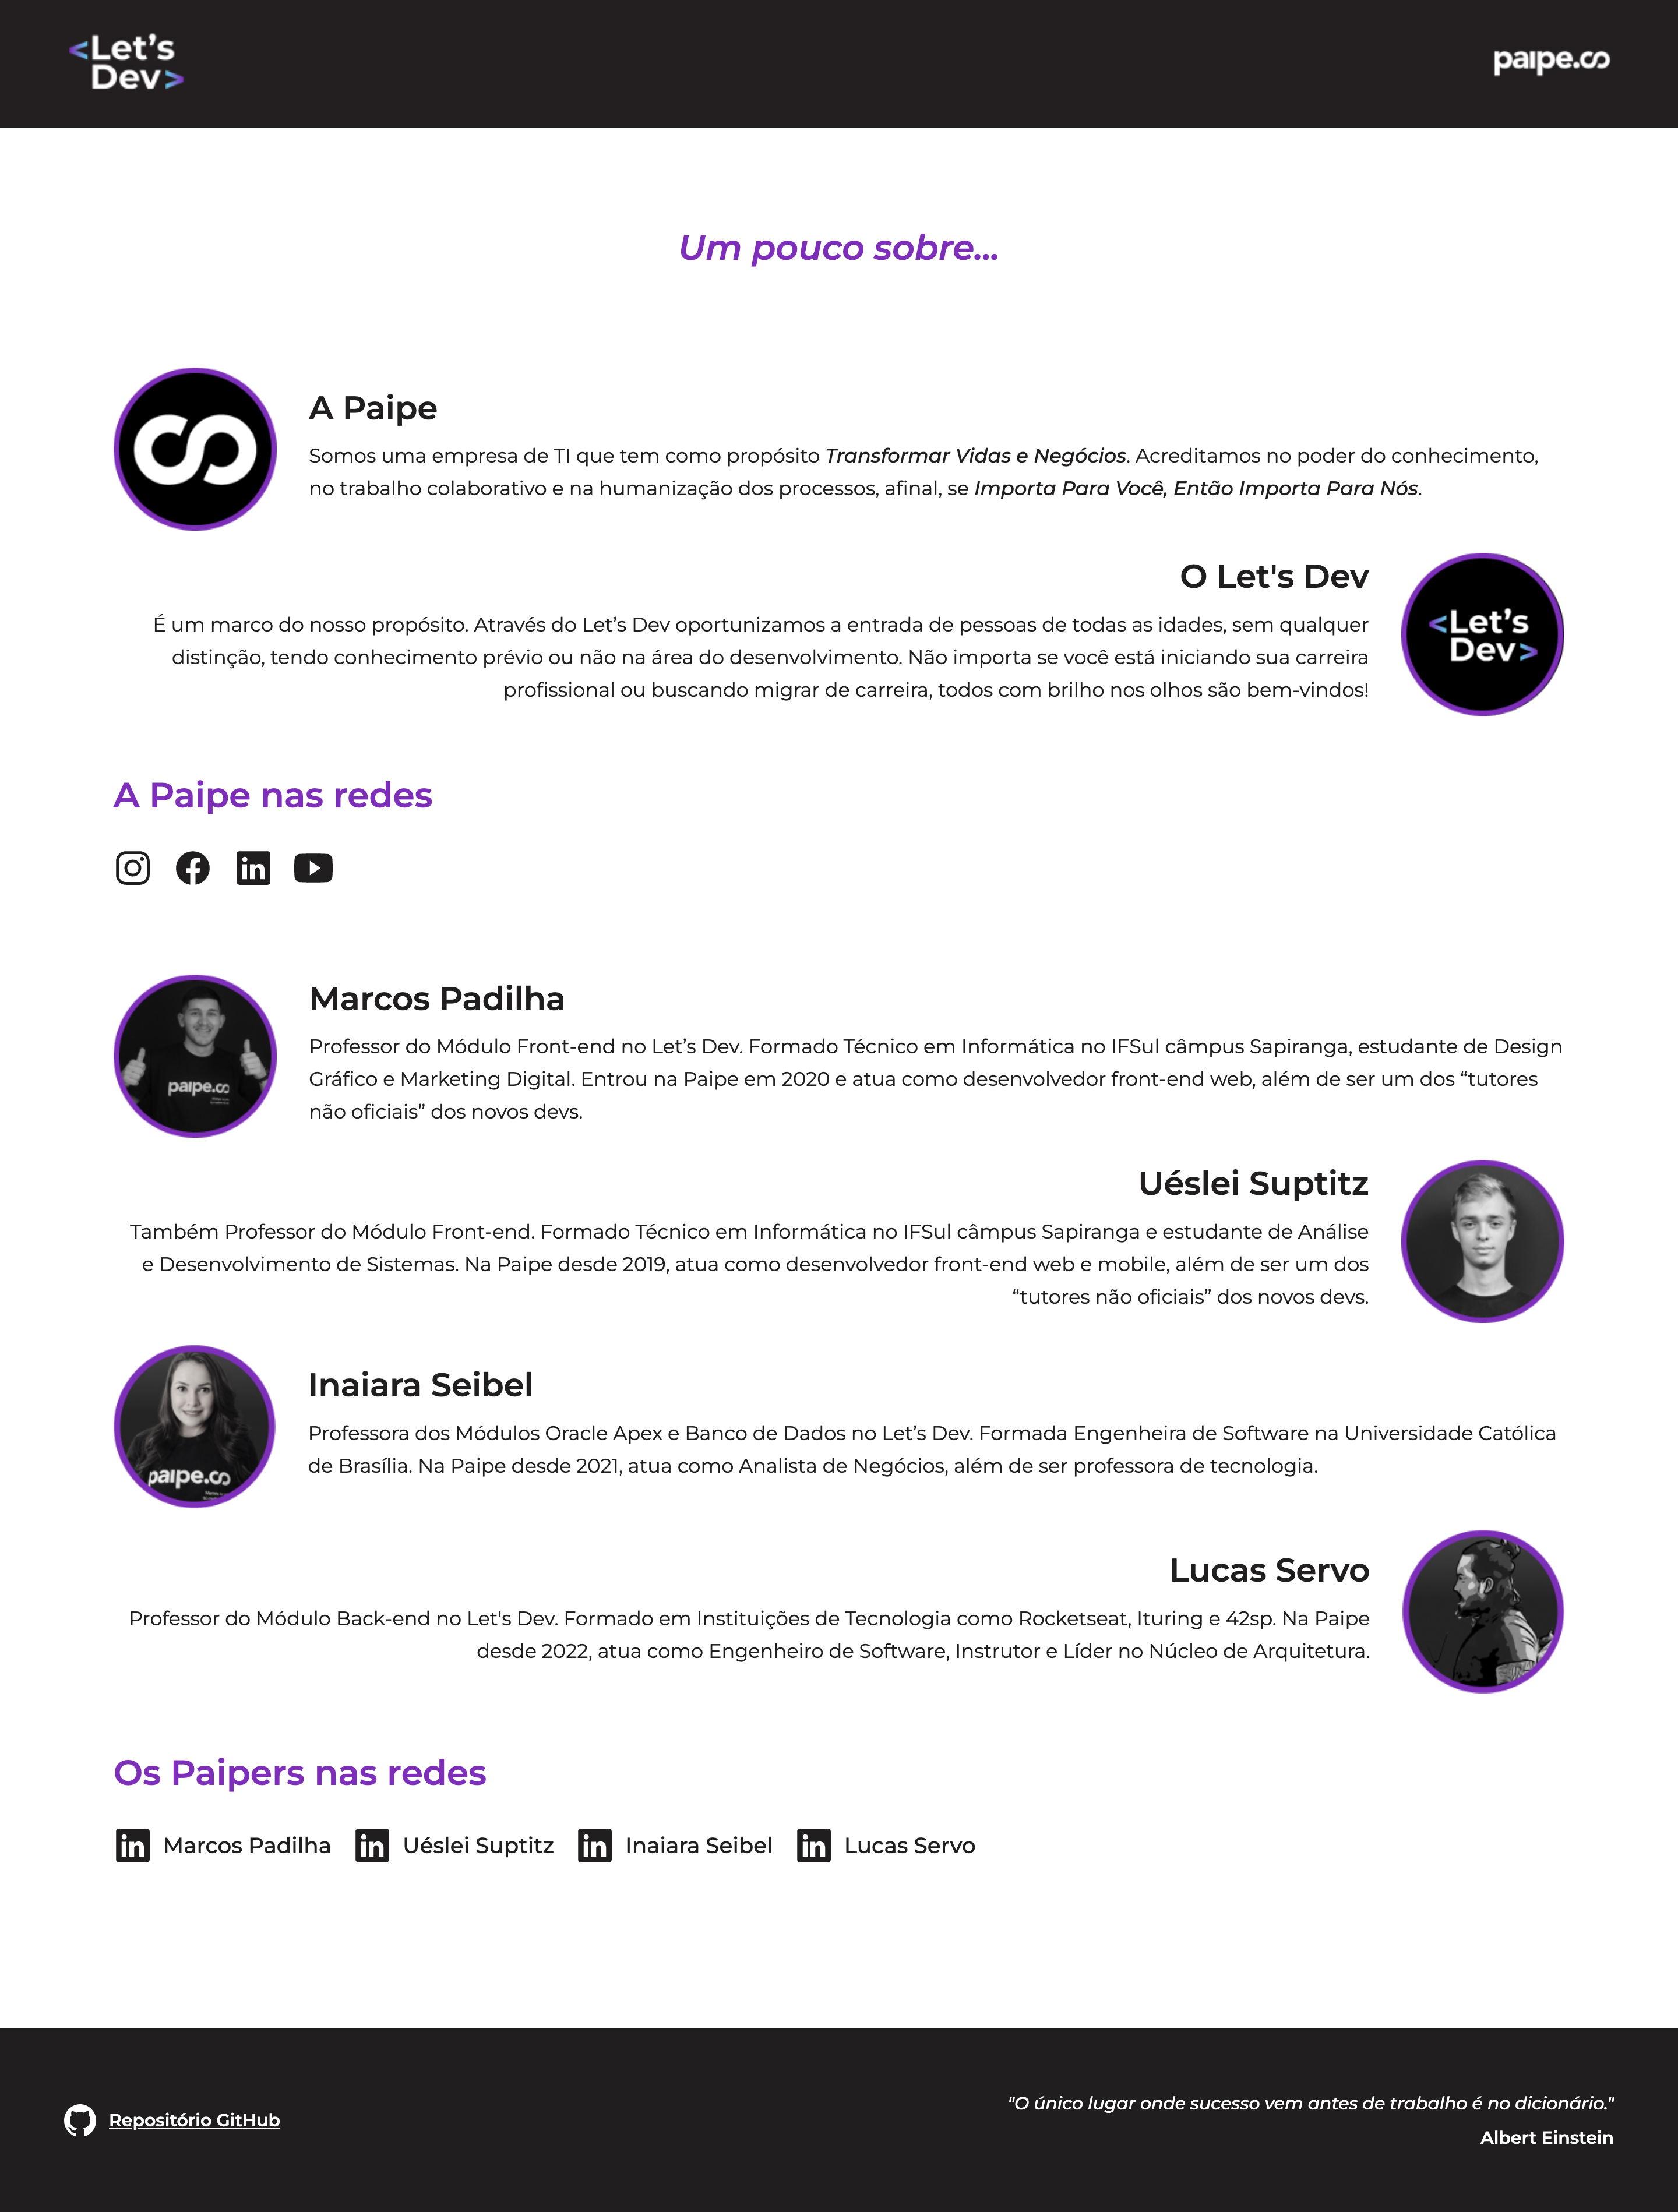 <Let's
Dev>
paipe.co
Um pouco sobre...
A Paipe
Somos uma empresa de TI que tem como propósito Transformar Vidas e Negócios. Acreditamos no poder do conhecimento,
no trabalho colaborativo e na humanização dos processos, afinal, se Importa Para Você, Então Importa Para Nós.
O Let's Dev
É um marco do nosso propósito. Através do Let’s Dev oportunizamos a entrada de pessoas de todas as idades, sem qualquer
distinção, tendo conhecimento prévio ou não na área do desenvolvimento. Não importa se você está iniciando sua carreira
profissional ou buscando migrar de carreira, todos com brilho nos olhos são bem-vindos!
<Let's
Dev>
A Paipe nas redes
Marcos Padilha
Professor do Módulo Front-end no Let’s Dev. Formado Técnico em Informática no IFSul câmpus Sapiranga, estudante de Design
Gráfico e Marketing Digital. Entrou na Paipe em 2020 e atua como desenvolvedor front-end web, além de ser um dos “tutores
não oficiais” dos novos devs.
paipe.co
Uéslei Suptitz
Também Professor do Módulo Front-end. Formado Técnico em Informática no IFSul câmpus Sapiranga e estudante de Análise
e Desenvolvimento de Sistemas. Na Paipe desde 2019, atua como desenvolvedor front-end web e mobile, além de ser um dos
“tutores não oficiais” dos novos devs.
Inaiara Seibel
Professora dos Módulos Oracle Apex e Banco de Dados no Let’s Dev. Formada Engenheira de Software na Universidade Católica
de Brasília. Na Paipe desde 2021, atua como Analista de Negócios, além de ser professora de tecnologia.
paipe.co
Lucas Servo
Professor do Módulo Back-end no Let's Dev. Formado em Instituições de Tecnologia como Rocketseat, Ituring e 42sp. Na Paipe
desde 2022, atua como Engenheiro de Software, Instrutor e Líder no Núcleo de Arquitetura.
Os Paipers nas redes
in Marcos Padilha in Uéslei Suptitz in Inaiara Seibel in Lucas Servo
Repositório GitHub
"O único lugar onde sucesso vem antes de trabalho é no dicionário."
Albert Einstein